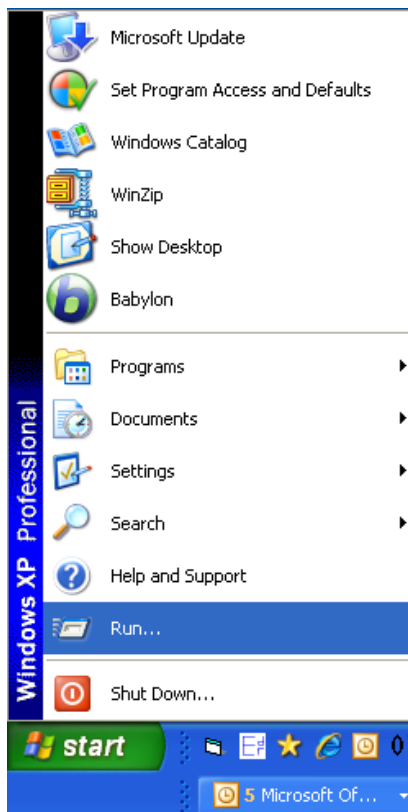 Microsoft Update
Set Program Access and Defaults
Windows Catalog
WinZip
Show Desktop
Babylon
Programs
Documents
Settings
Search
Help and Support
Run...
Shut Down...
Windows XP Professional
start
5 Microsoft Of...